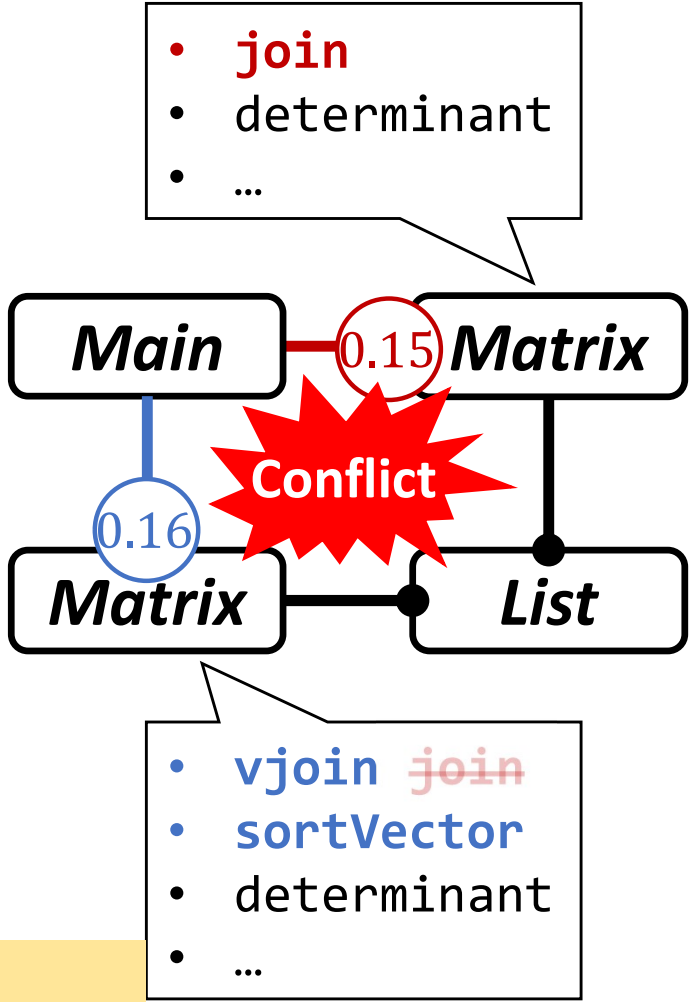 • join
• determinant
• …
Main 0.15 Matrix
Conflict
0.16
Matrix List
• vjoin join
• sortVector
• determinant
• …